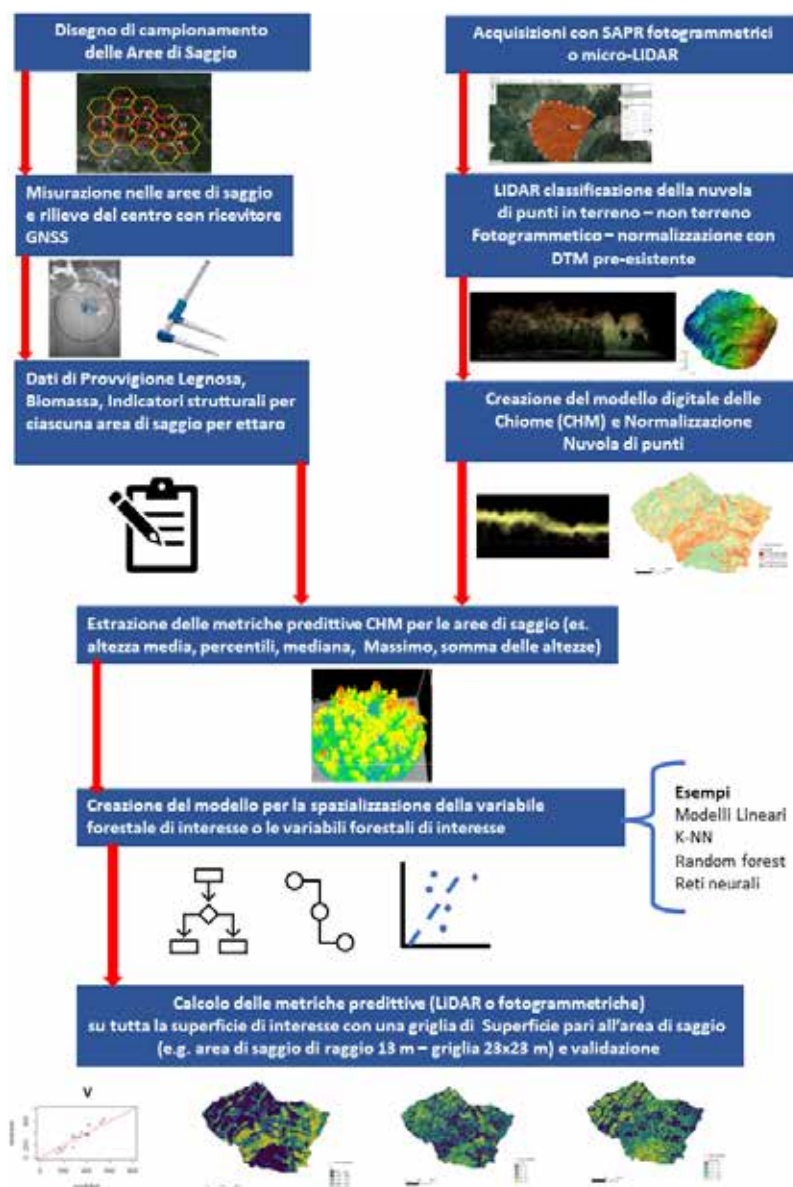 Disegno di campionamento
delle Aree di Saggio
Acquisizioni con SAPR fotogrammetrici
o micro-LIDAR
Misurazione nelle aree di saggio
e rilievo del centro con ricevitore
GNSS
LIDAR classificazione della nuvola
di punti in terreno – non terreno
Fotogrammetico – normalizzazione con
DTM pre-esistente
Dati di Provvigione Legnosa,
Biomassa, Indicatori strutturali per
ciascuna area di saggio per ettaro
Creazione del modello digitale delle
Chiome (CHM) e Normalizzazione
Nuvola di punti
Estrazione delle metriche predittive CHM per le aree di saggio (es.
altezza media, percentili, mediana, Massimo, somma delle altezze)
Creazione del modello per la spazializzazione della variabile
forestale di interesse o le variabili forestali di interesse
Esempi
Modelli Lineari
K-NN
Random forest
Reti neurali
Calcolo delle metriche predittive (LIDAR o fotogrammetriche)
su tutta la superficie di interesse con una griglia di Superficie pari all'area di saggio
(e.g. area di saggio di raggio 13 m – griglia 23x23 m) e validazione
V